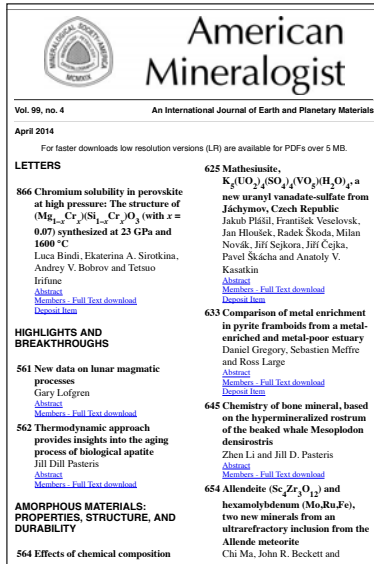 MINERALOGICAL SOCIETY OF AMERICA
MCMXIX
American
Mineralogist
Vol. 99, no. 4
An International Journal of Earth and Planetary Materials
April 2014
For faster downloads low resolution versions (LR) are available for PDFs over 5 MB.
LETTERS
866 Chromium solubility in perovskite
at high pressure: The structure of
(Mg1–xCrx)(Si1–xCrx)O3 (with x =
0.07) synthesized at 23 GPa and
1600 °C
Luca Bindi, Ekaterina A. Sirotkina,
Andrey V. Bobrov and Tetsuo
Irifune
Abstract
Members - Full Text download
Deposit Item
HIGHLIGHTS AND
BREAKTHROUGHS
561 New data on lunar magmatic
processes
Gary Lofgren
Abstract
Members - Full Text download
562 Thermodynamic approach
provides insights into the aging
process of biological apatite
Jill Dill Pasteris
Abstract
Members - Full Text download
AMORPHOUS MATERIALS:
PROPERTIES, STRUCTURE, AND
DURABILITY
564 Effects of chemical composition
625 Mathesiusite,
K5(UO2)4(SO4)4(VO5)(H2O)4, a
new uranyl vanadate-sulfate from
Jáchymov, Czech Republic
Jakub Plášil, František Veselovsk,
Jan Hloušek, Radek Škoda, Milan
Novák, Jiří Sejkora, Jiří Čejka,
Pavel Škácha and Anatoly V.
Kasatkin
Abstract
Members - Full Text download
Deposit Item
633 Comparison of metal enrichment
in pyrite framboids from a metal-
enriched and metal-poor estuary
Daniel Gregory, Sebastien Meffre
and Ross Large
Abstract
Members - Full Text download
Deposit Item
645 Chemistry of bone mineral, based
on the hypermineralized rostrum
of the beaked whale Mesoplodon
densirostris
Zhen Li and Jill D. Pasteris
Abstract
Members - Full Text download
654 Allendeite (Sc4Zr3O12) and
hexamolybdenum (Mo,Ru,Fe),
two new minerals from an
ultrarefractory inclusion from the
Allende meteorite
Chi Ma, John R. Beckett and